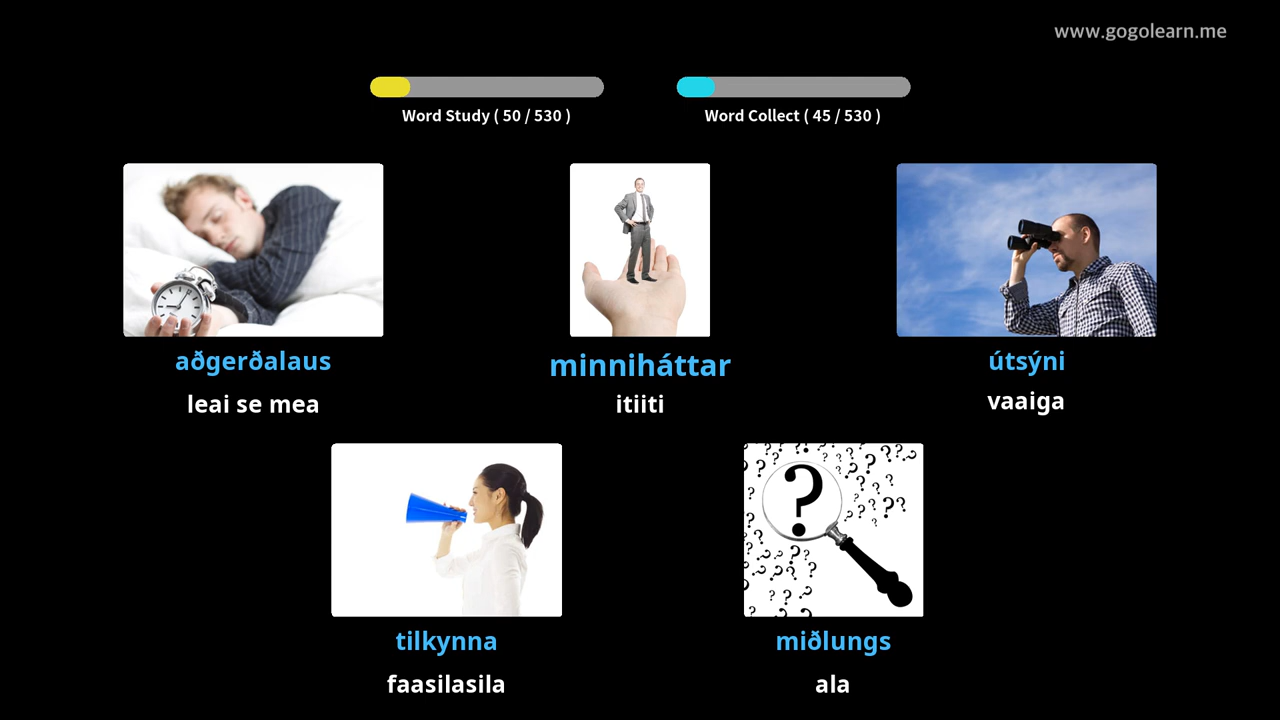 www.gogolearn.me
Word Study ( 50 / 530 )
Word Collect ( 45 / 530 )
aðgerðalaus
leai se mea
minniháttar
itiiti
útsýni
vaaiga
tilkynna
faasilasila
miðlungs
ala